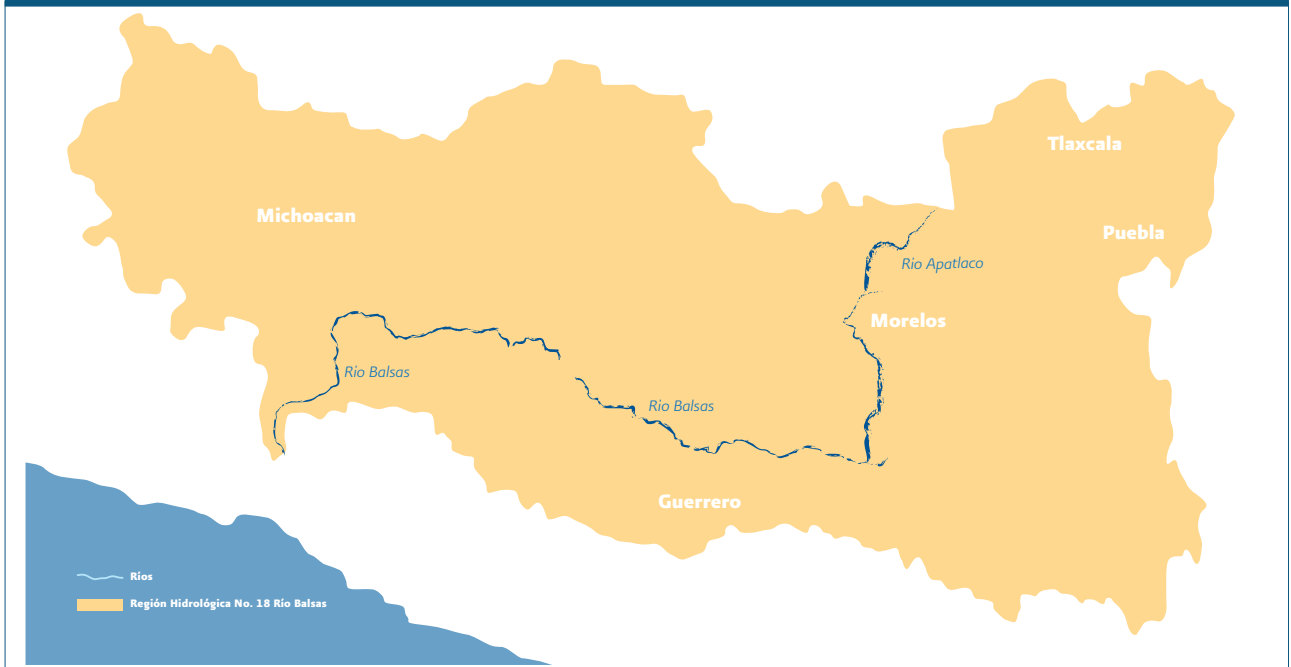 Tlaxcala
Michoacan
Puebla
Rio Apatlaco
Morelos
Rio Balsas
Rio Balsas
Guerrero
Ríos
Región Hidrológica No. 18 Río Balsas